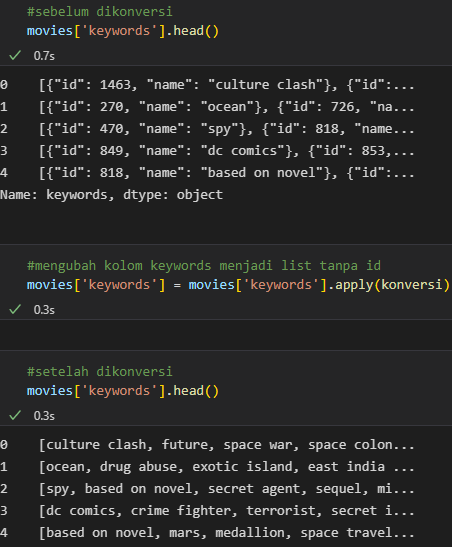 #sebelum dikonversi
movies['keywords'].head()
0.7s
0    [{"id": 1463, "name": "culture clash"}, {"id":...
1    [{"id": 270, "name": "ocean"}, {"id": 726, "na...
2    [{"id": 470, "name": "spy"}, {"id": 818, "name...
3    [{"id": 849, "name": "dc comics"}, {"id": 853,...
4    [{"id": 818, "name": "based on novel"}, {"id":...
Name: keywords, dtype: object
#mengubah kolom keywords menjadi list tanpa id
movies['keywords'] = movies['keywords'].apply(konversi)
0.3s
#setelah dikonversi
movies['keywords'].head()
0.3s
0    [culture clash, future, space war, space colon...
1    [ocean, drug abuse, exotic island, east india ...
2    [spy, based on novel, secret agent, sequel, mi...
3    [dc comics, crime fighter, terrorist, secret i...
4    [based on novel, mars, medallion, space travel...